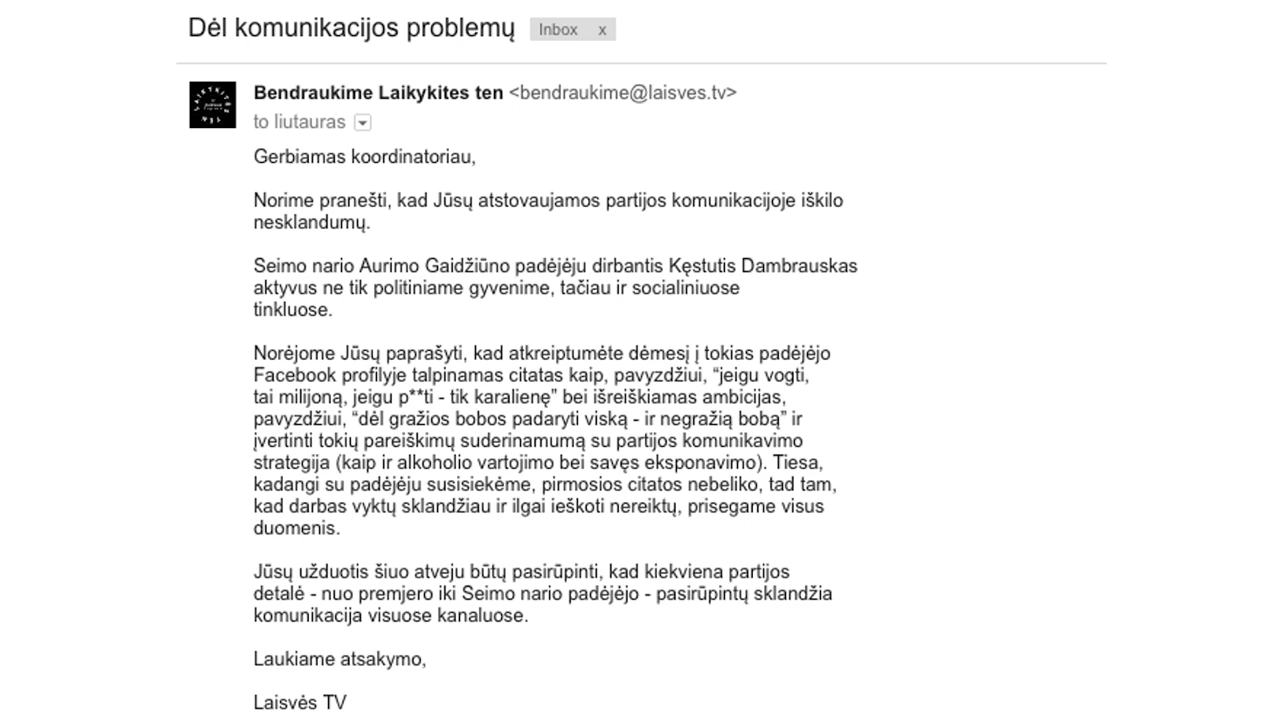 Dėl komunikacijos problemų Inbox x
Bendraukime Laikykites ten <bendraukime@laisves.tv>
to liutauras
Gerbiamas koordinatoriau,
Norime pranešti, kad Jūsų atstovaujamos partijos komunikacijoje iškilo
nesklandumų.
Seimo nario Aurimo Gaidžiūno padėjėju dirbantis Kęstutis Dambrauskas
aktyvus ne tik politiniame gyvenime, tačiau ir socialiniuose
tinkluose.
Norėjome Jūsų paprašyti, kad atkreiptumėte dėmesį į tokias padėjėjo
Facebook profilyje talpinamas citatas kaip, pavyzdžiui, “jeigu vogti,
tai milijoną, jeigu p**ti - tik karalienę” bei išreiškiamas ambicijas,
pavyzdžiui, “dėl gražios bobos padaryti viską - ir negražią bobą” ir
įvertinti tokių pareiškimų suderinamumą su partijos komunikavimo
strategija (kaip ir alkoholio vartojimo bei savęs eksponavimo). Tiesa,
kadangi su padėjėju susisiekėme, pirmosios citatos nebeliko, tad tam,
kad darbas vyktų sklandžiau ir ilgai ieškoti nereiktų, prisegame visus
duomenis.
Jūsų užduotis šiuo atveju būtų pasirūpinti, kad kiekviena partijos
detalė - nuo premjero iki Seimo nario padėjėjo - pasirūpintų sklandžia
komunikacija visuose kanaluose.
Laukiame atsakymo,
Laisvės TV